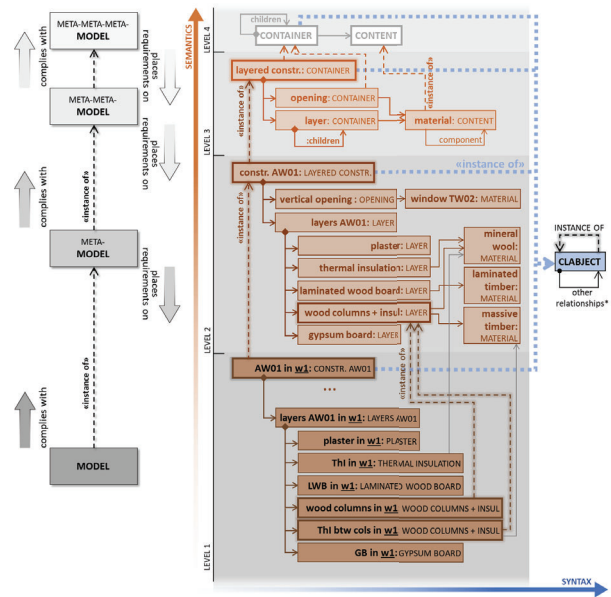 META-META-META-
MODEL
complies with
places
requirements on
META-META-
MODEL
complies with
places
requirements on
«instance of»
META-
MODEL
complies with
places
requirements on
«instance of»
complies with
MODEL
SEMANTICS
LEVEL 4
:children
CONTAINER
CONTENT
LEVEL 3
layered constr.: CONTAINER
opening: CONTAINER
layer: CONTAINER
material: CONTENT
:children
component
«instance of»
«instance of»
«instance of»
LEVEL 2
constr. AW01: LAYERED CONSTR.
vertical opening: OPENING
window TW02: MATERIAL
layers AW01: LAYER
plaster: LAYER
mineral
wool:
MATERIAL
thermal insulation: LAYER
laminated wood board: LAYER
laminated
timber:
MATERIAL
wood columns + insul: LAYER
massive
timber:
MATERIAL
gypsum board: LAYER
«instance of»
«instance of»
LEVEL 1
AW01 in w1: CONSTR. AW01
...
layers AW01 in w1: LAYERS AW01
plaster in w1: PLASTER
ThI in w1: THERMAL INSULATION
LWB in w1: LAMINATED WOOD BOARD
wood columns in w1 WOOD COLUMNS + INSUL
ThI btw cols in w1 WOOD COLUMNS + INSUL
GB in w1: GYPSUM BOARD
INSTANCE OF
CLABJECT
other
relationships*
SYNTAX